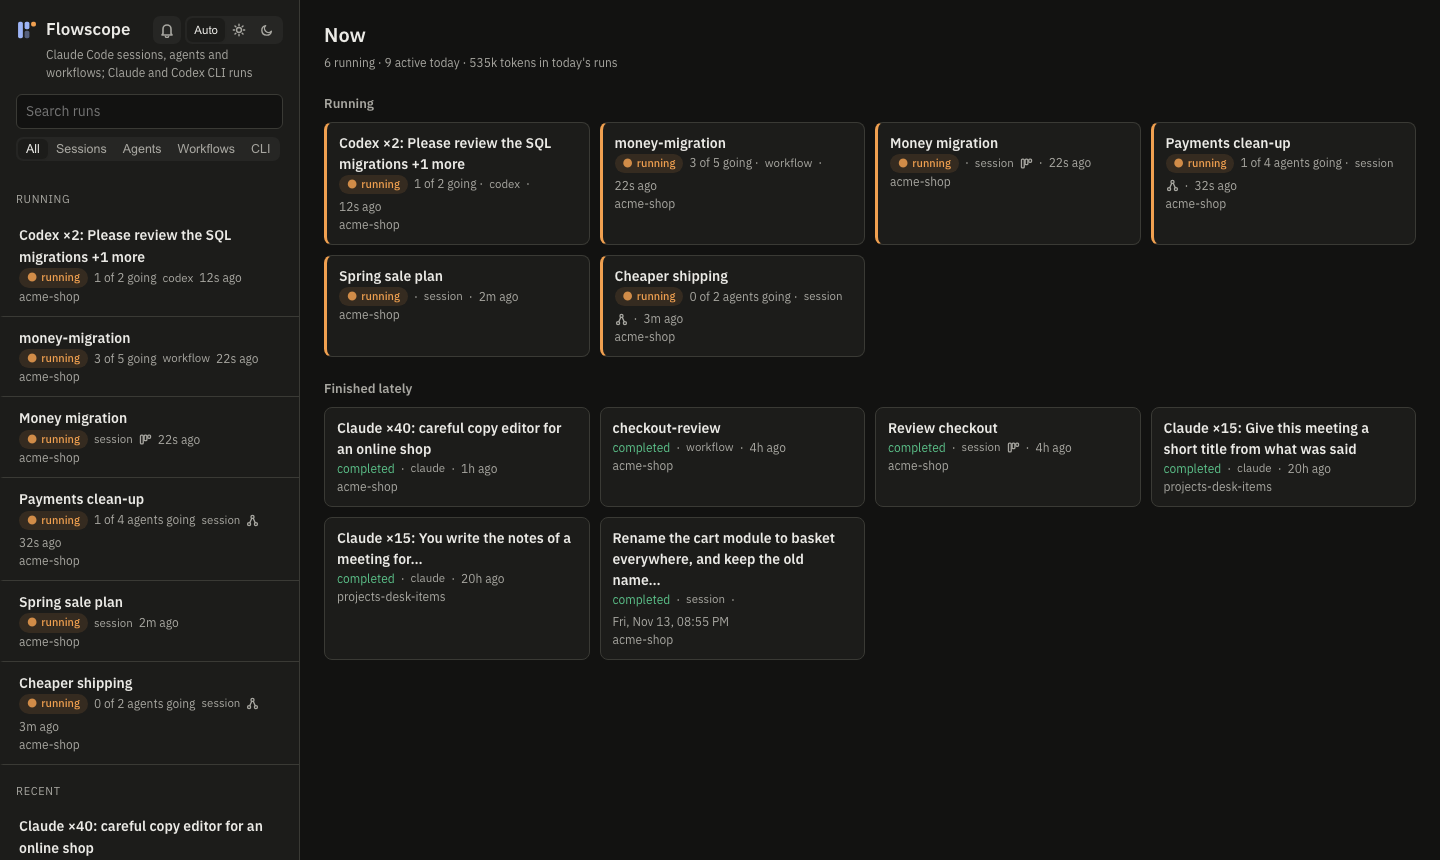 Flowscope
Auto
Claude Code sessions, agents and
workflows; Claude and Codex CLI runs
Search runs
All Sessions Agents Workflows CLI
RUNNING
Codex ×2: Please review the SQL
migrations +1 more
running 1 of 2 going codex 12s ago
acme-shop
money-migration
running 3 of 5 going workflow 22s ago
acme-shop
Money migration
running session 22s ago
acme-shop
Payments clean-up
running 1 of 4 agents going session
32s ago
acme-shop
Spring sale plan
running session 2m ago
acme-shop
Cheaper shipping
running 0 of 2 agents going session
3m ago
acme-shop
RECENT
Claude ×40: careful copy editor for an
online shop
Now
6 running · 9 active today · 535k tokens in today's runs
Running
Codex ×2: Please review the SQL
migrations +1 more
running 1 of 2 going · codex ·
12s ago
acme-shop
money-migration
running 3 of 5 going · workflow ·
22s ago
acme-shop
Money migration
running · session · 22s ago
acme-shop
Payments clean-up
running 1 of 4 agents going · session
· 32s ago
acme-shop
Spring sale plan
running · session · 2m ago
acme-shop
Cheaper shipping
running 0 of 2 agents going · session
· 3m ago
acme-shop
Finished lately
Claude ×40: careful copy editor for
an online shop
completed · claude · 1h ago
acme-shop
checkout-review
completed · workflow · 4h ago
acme-shop
Review checkout
completed · session · 4h ago
acme-shop
Claude ×15: Give this meeting a
short title from what was said
completed · claude · 20h ago
projects-desk-items
Claude ×15: You write the notes of a
meeting for...
completed · claude · 20h ago
projects-desk-items
Rename the cart module to basket
everywhere, and keep the old
name...
completed · session ·
Fri, Nov 13, 08:55 PM
acme-shop